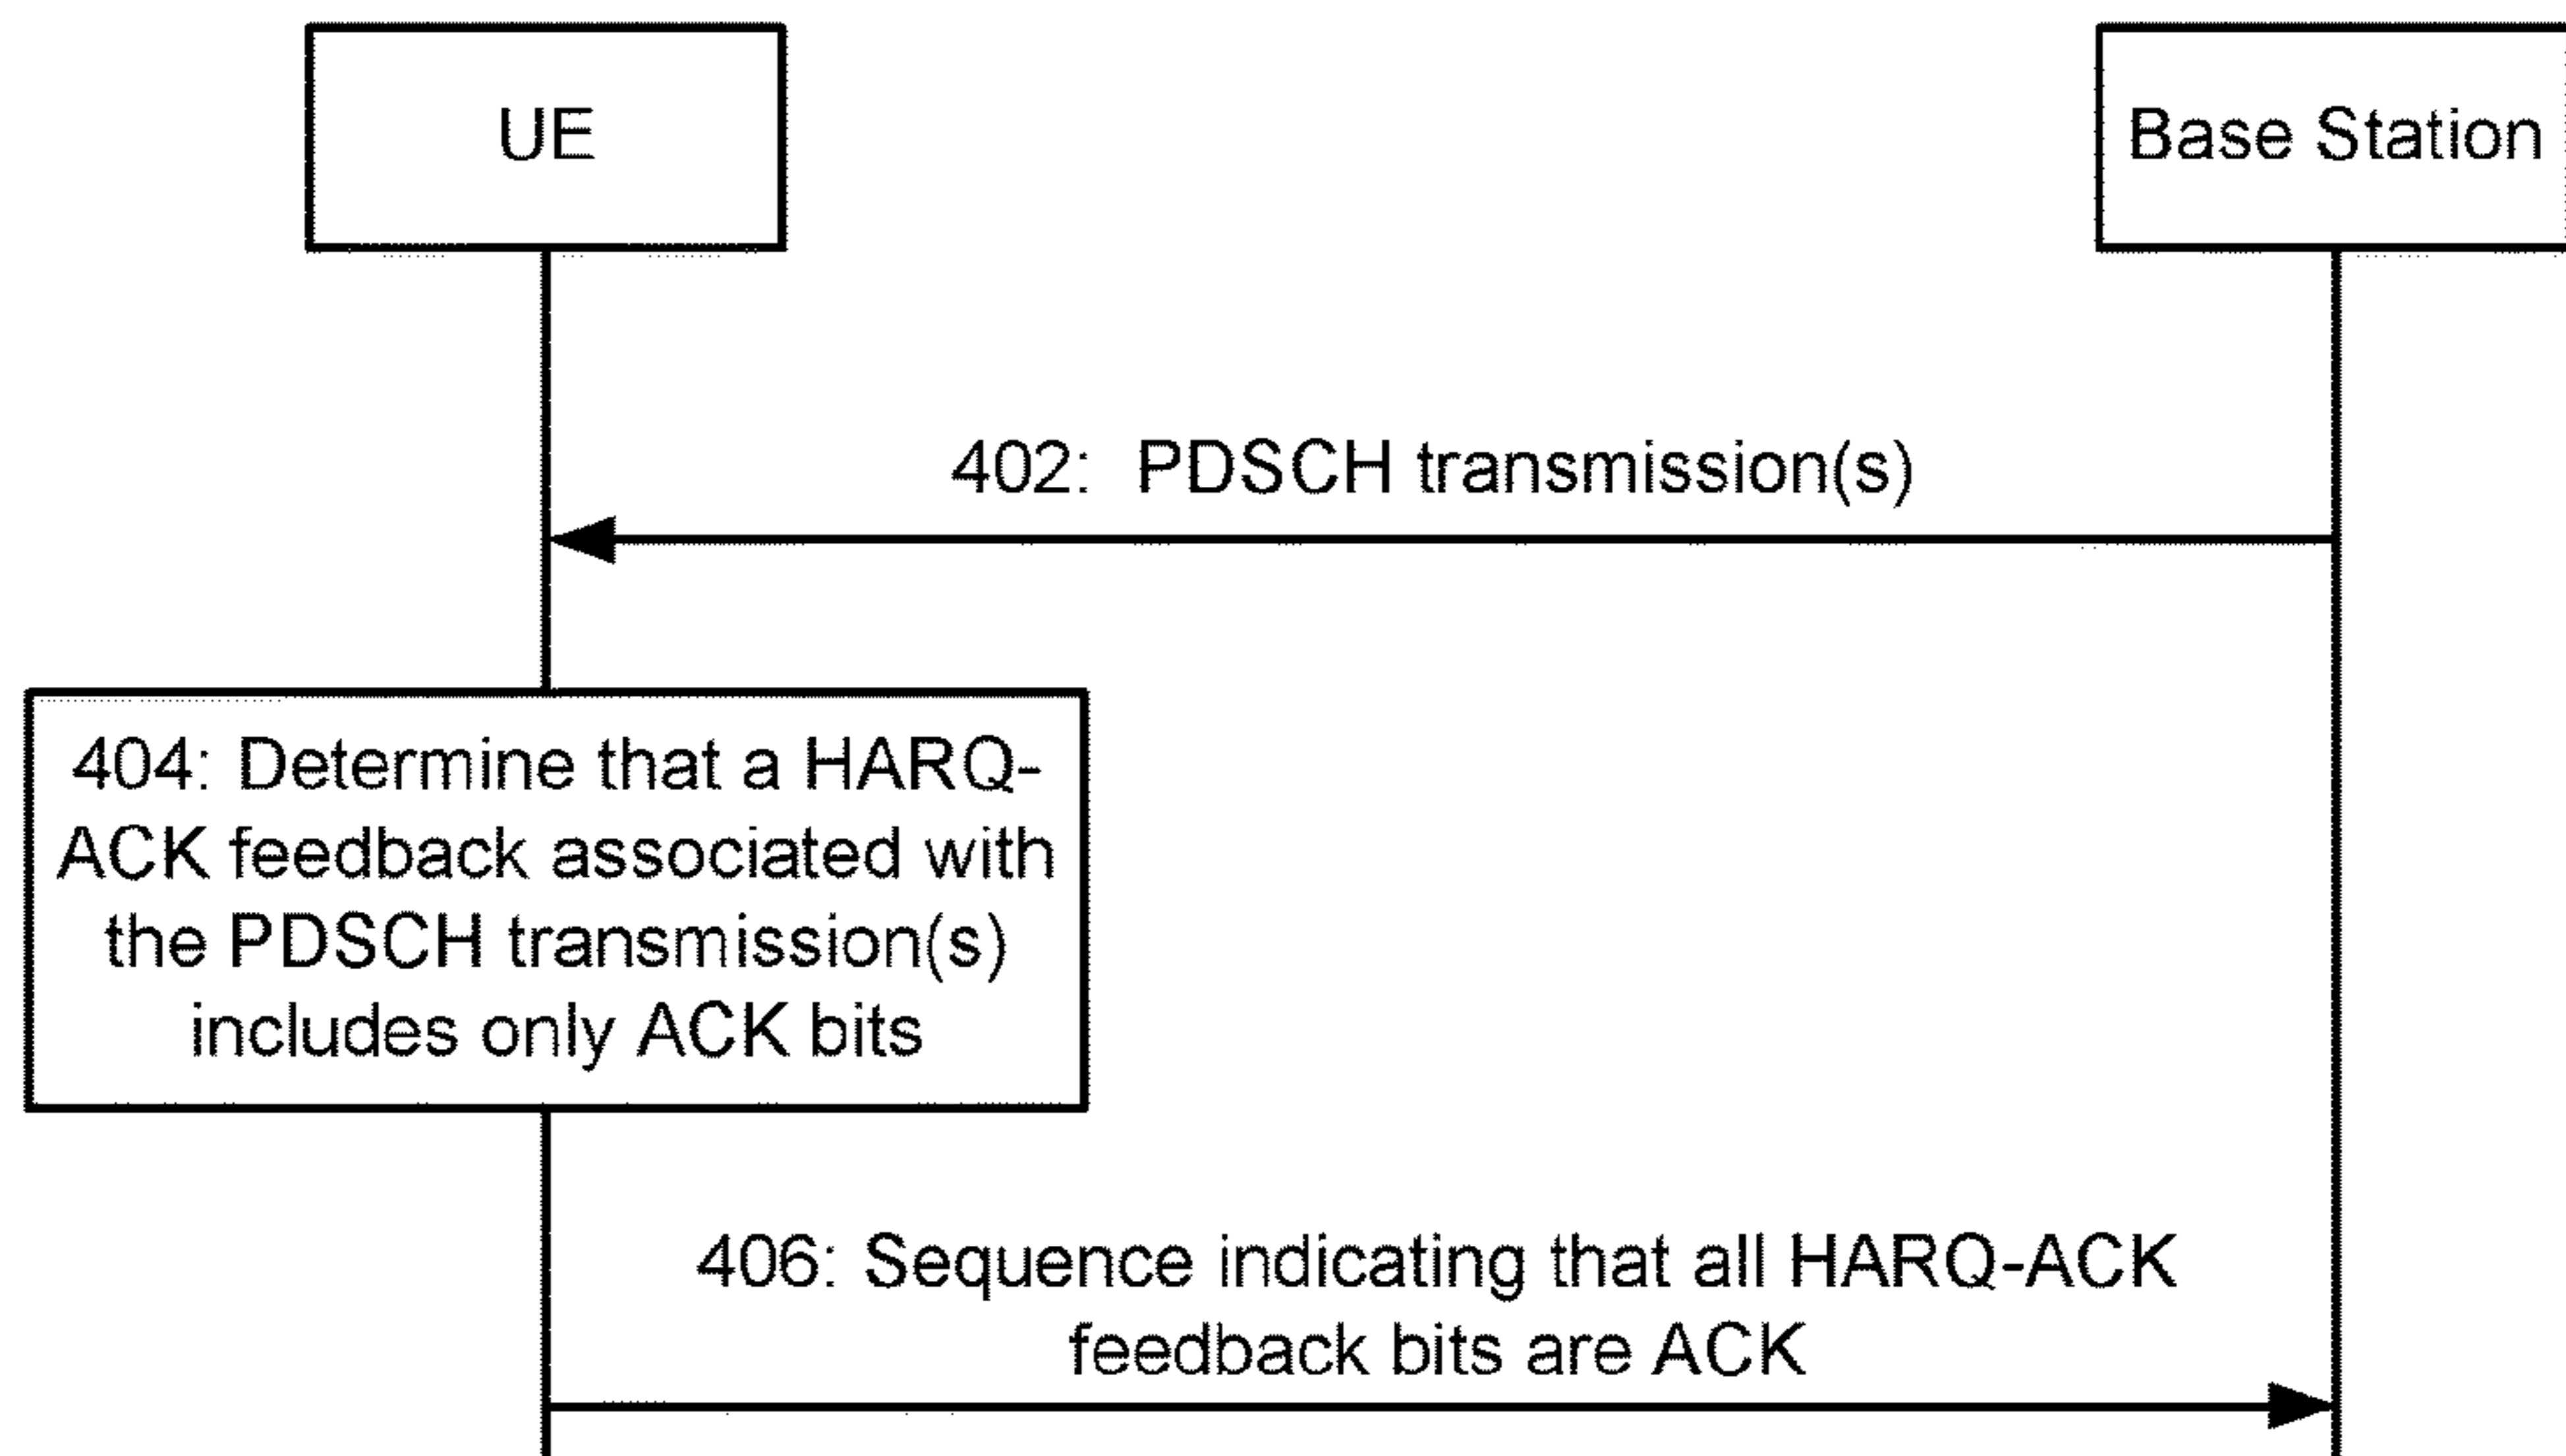 UE
Base Station
402: PDSCH transmission(s)
404: Determine that a HARQ-
ACK feedback associated with
the PDSCH transmission(s)
includes only ACK bits
406: Sequence indicating that all HARQ-ACK
feedback bits are ACK